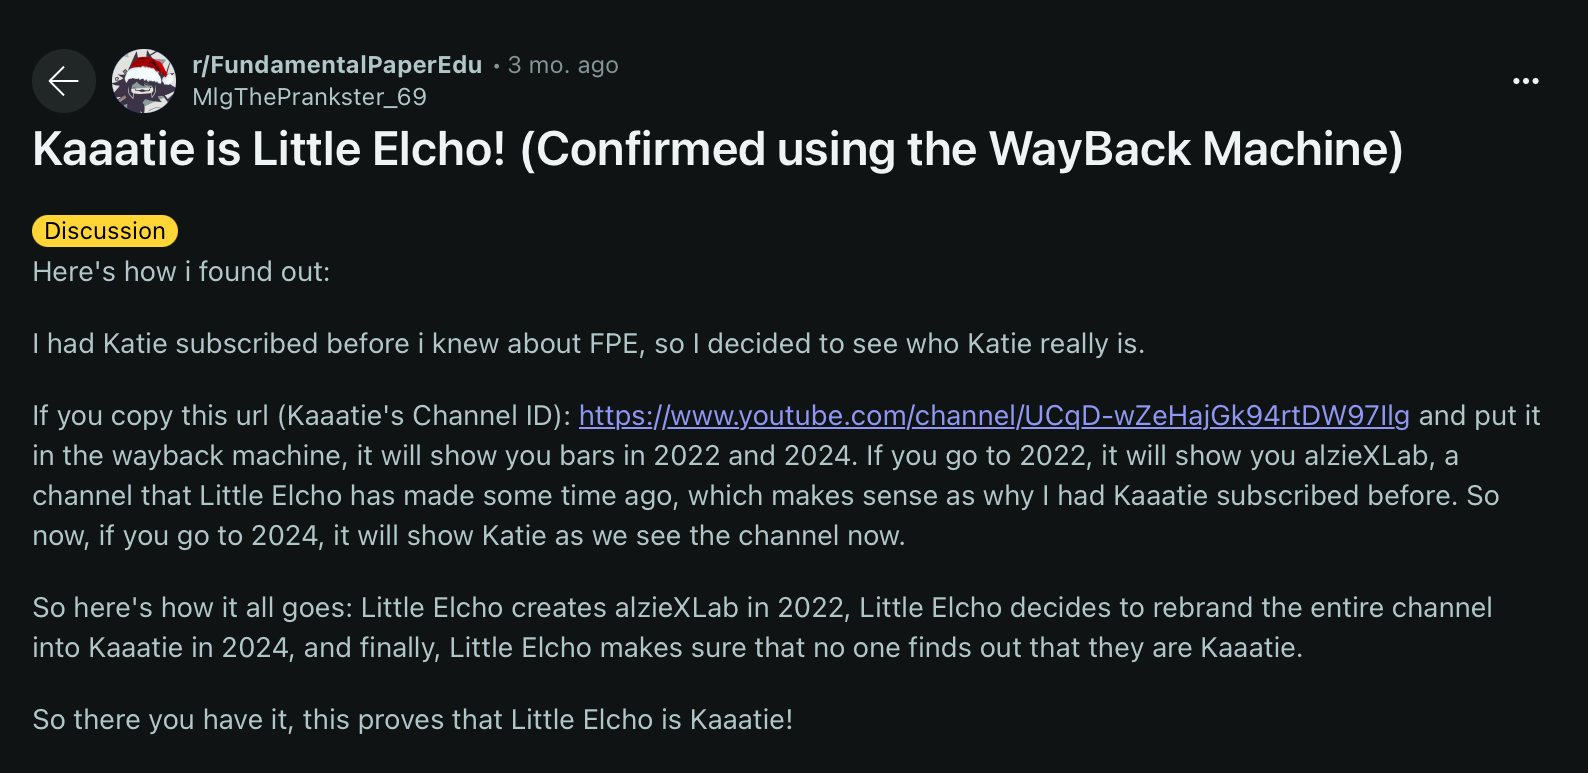 r/FundamentalPaperEdu • 3 mo. ago
MlgThePrankster_69
Kaaatie is Little Elcho! (Confirmed using the WayBack Machine)
Discussion
Here's how i found out:
I had Katie subscribed before i knew about FPE, so I decided to see who Katie really is.
If you copy this url (Kaaatie's Channel ID): https://www.youtube.com/channel/UCqD-wZeHajGk94rtDW97Ilg and put it
in the wayback machine, it will show you bars in 2022 and 2024. If you go to 2022, it will show you alzieXLab, a
channel that Little Elcho has made some time ago, which makes sense as why I had Kaaatie subscribed before. So
now, if you go to 2024, it will show Katie as we see the channel now.
So here's how it all goes: Little Elcho creates alzieXLab in 2022, Little Elcho decides to rebrand the entire channel
into Kaaatie in 2024, and finally, Little Elcho makes sure that no one finds out that they are Kaaatie.
So there you have it, this proves that Little Elcho is Kaaatie!